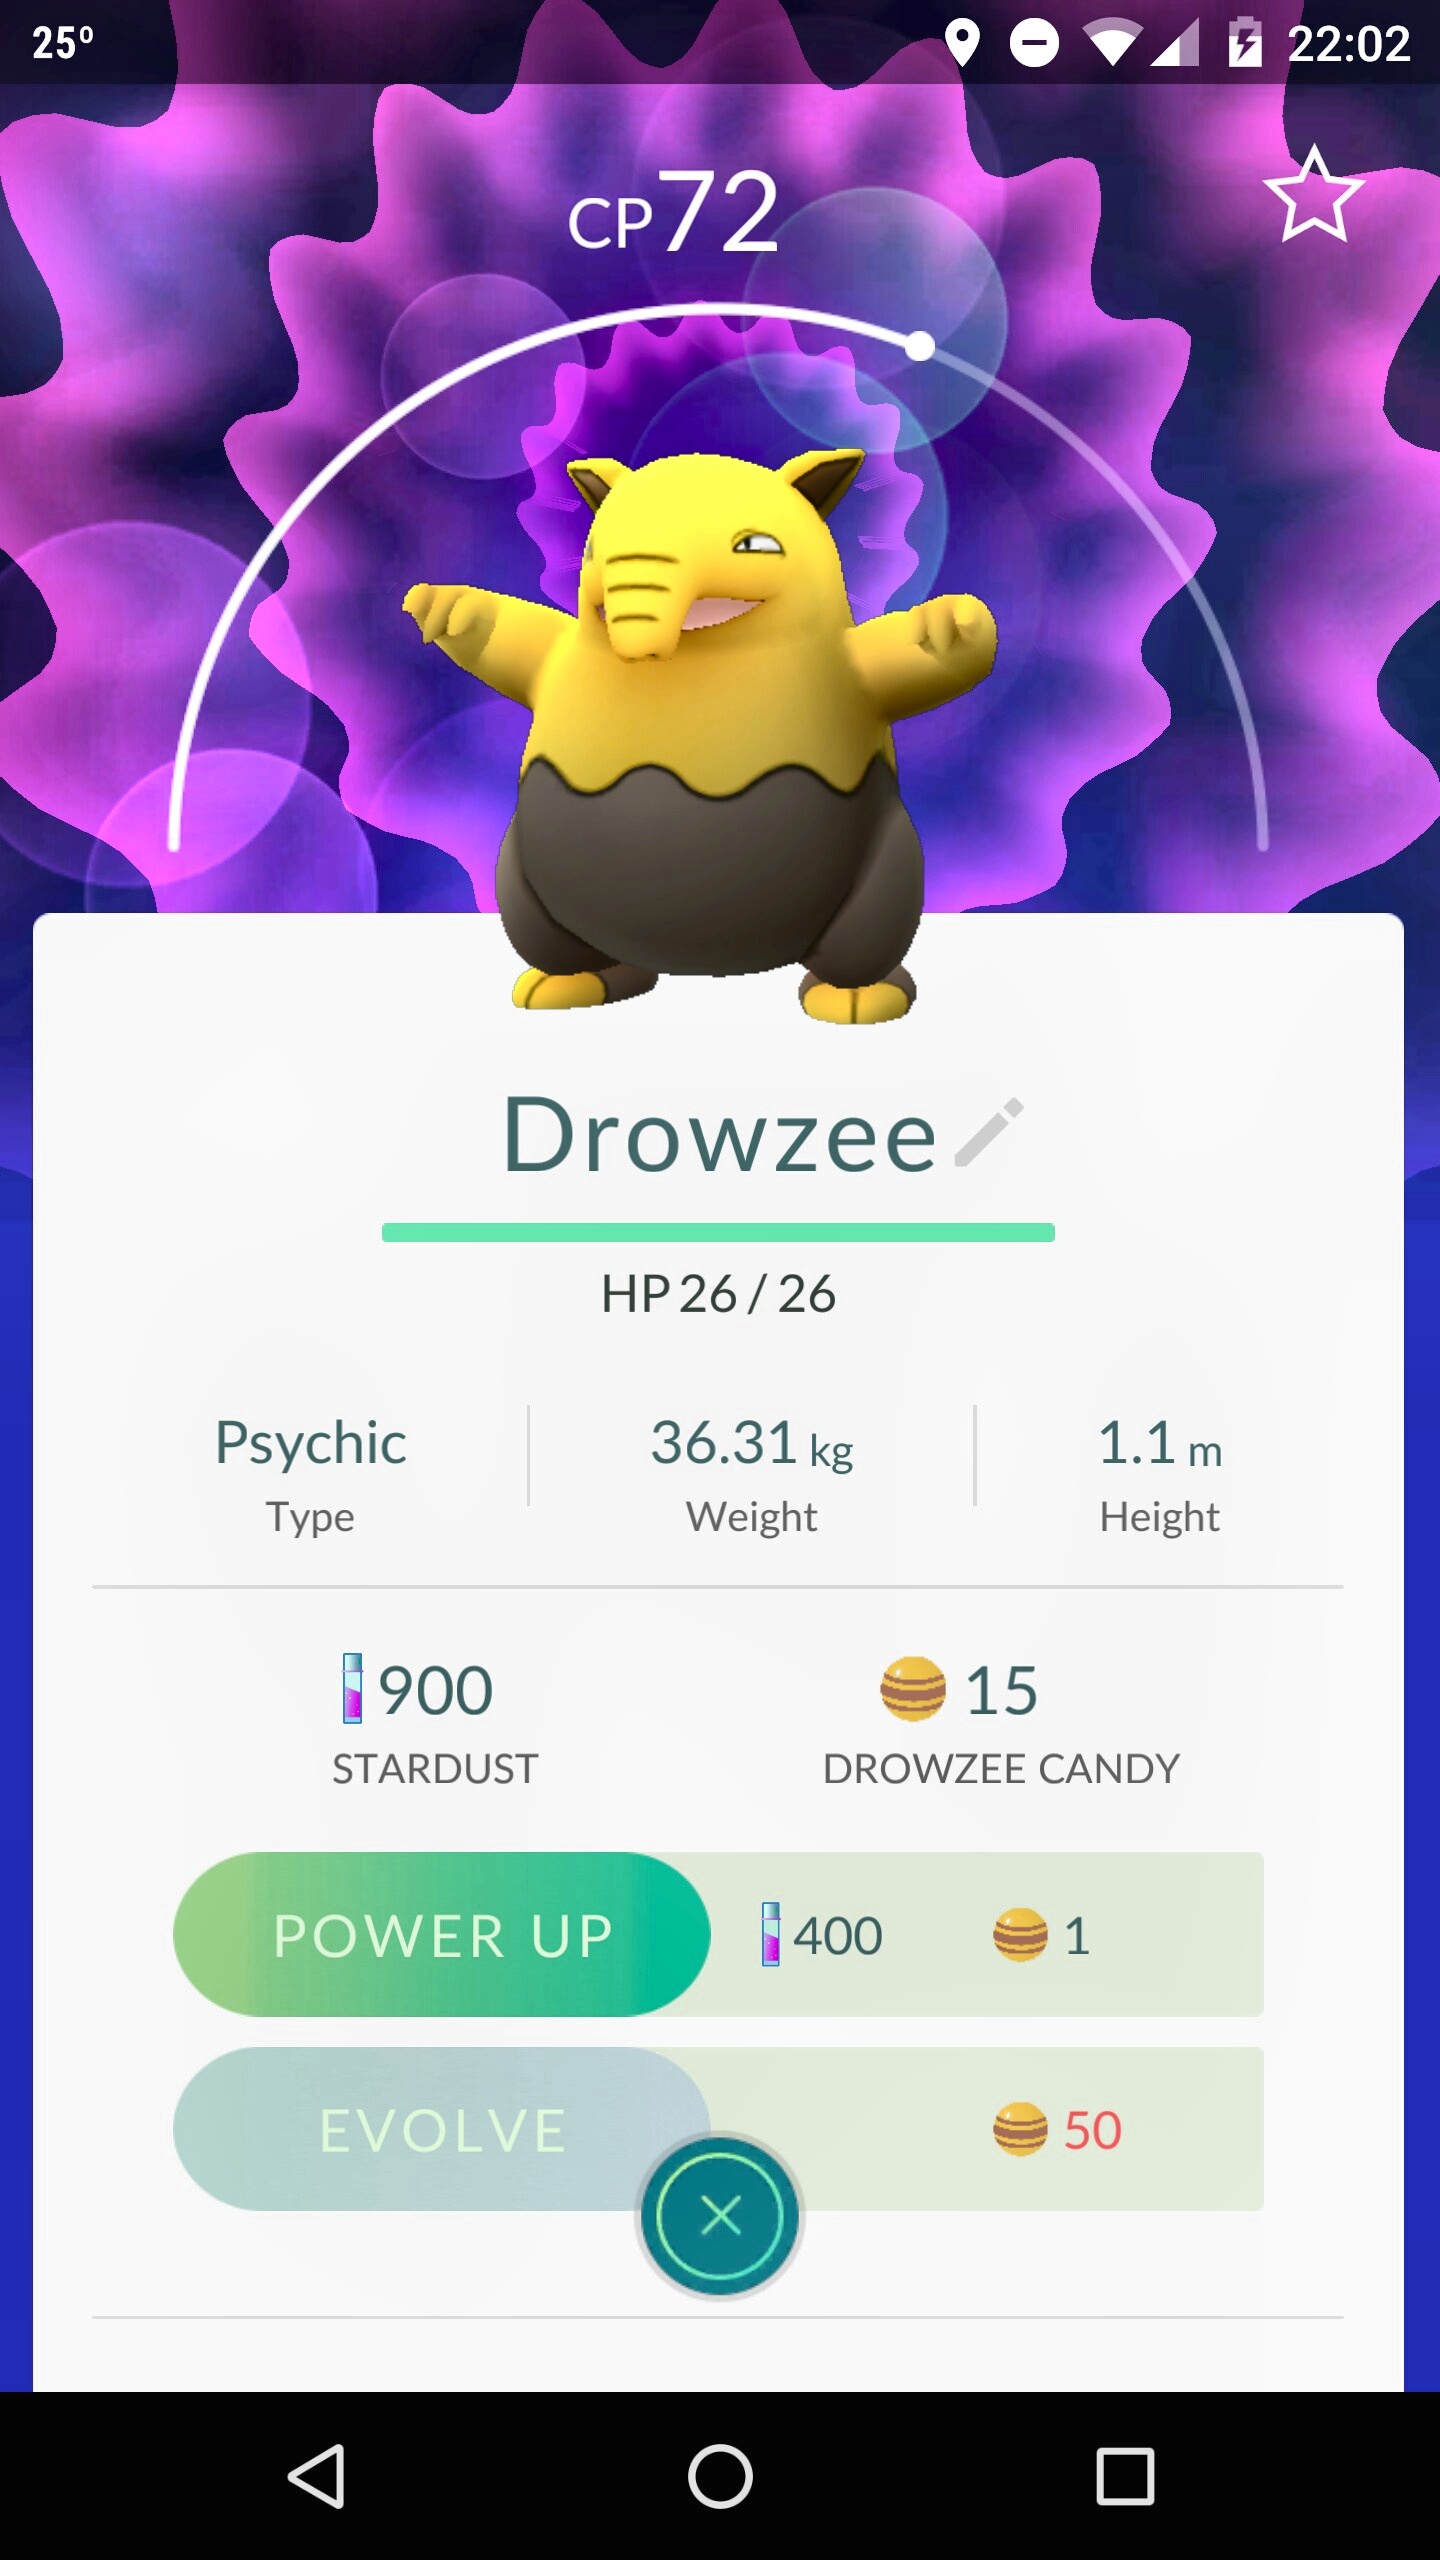 25º 22:02
CP72
Drowzee
HP 26 / 26
Psychic 36.31 kg 1.1 m
Type Weight Height
900 15
STARDUST DROWZEE CANDY
POWER UP 400 1
EVOLVE 50